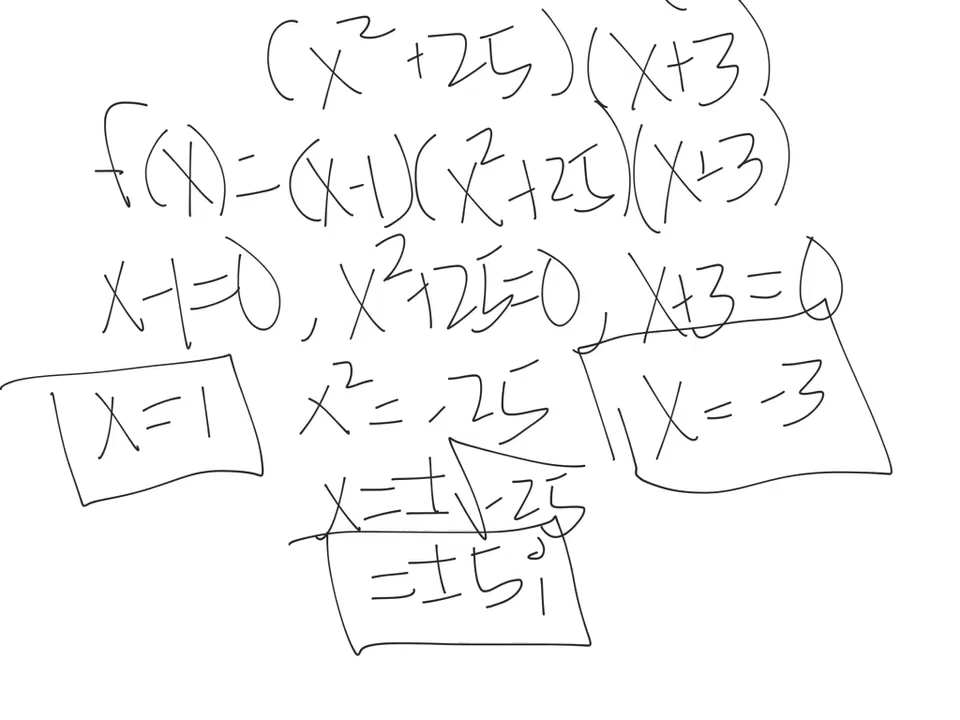 (x²+25)(x+3)
f(x)=(x-1)(x²+25)(x+3)
x-1=0, x²+25=0, x+3=0
x=1 x²=-25 x=-3
x=±√-25
=±5i